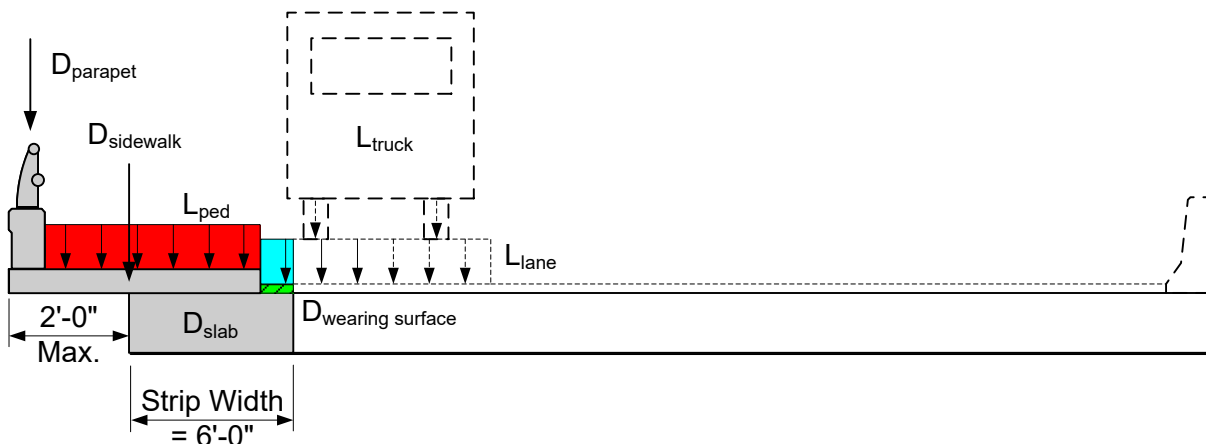 Dparapet
Dsidewalk
Ltruck
Lped
Llane
Dwearing surface
Dslab
2'-0"
Max.
Strip Width
= 6'-0"